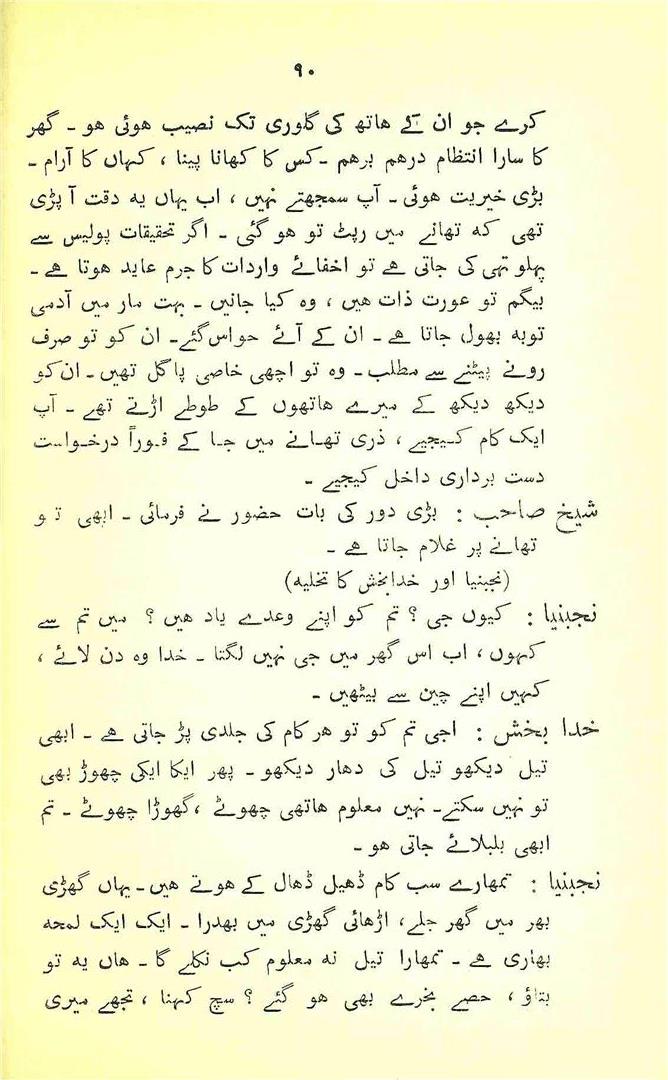 ۹۰
کرے جو ان کے ہاتھ کی گلوری تک نصیب ہوئی ہو ۔ گھر
کا سارا انتظام درہم برہم ۔ کس کا کھانا پینا ، کہاں کا آرام ۔
بڑی خیریت ہوئی ۔ آپ سمجھتے نہیں ، اب یہاں یہ دقت آ پڑی
تھی کہ تھانے میں رپٹ تو ہو گئی ۔ اگر تحقیقات پولیس سے
پہلو تہی کی جاتی ہے تو اخفائے واردات کا جرم عاید ہوتا ہے ۔
بیگم تو عورت ذات ہیں ، وہ کیا جانیں ۔ بہت مار میں آدمی
توبہ بھول جاتا ہے ۔ ان کے آئے حواس گئے ۔ ان کو تو صرف
رونے پیٹنے سے مطلب ۔ وہ تو اچھی خاصی پاگل تھیں ۔ ان کو
دیکھ دیکھ کے میرے ہاتھوں کے طوطے اڑتے تھے ۔ آپ
ایک کام کیجیے ، ذری تھانے میں جا کے فوراً درخواست
دست برداری داخل کیجیے ۔
شیخ صاحب : بڑی دور کی بات حضور نے فرمائی ۔ ابھی تو
تھانے پر غلام جاتا ہے ۔
(نجبنیا اور خدابخش کا تخلیہ)
نجبنیا : کیوں جی ؟ تم کو اپنے وعدے یاد ہیں ؟ میں تم سے
کہوں ، اب اس گھر میں جی نہیں لگتا ۔ خدا وہ دن لائے ،
کہیں اپنے چین سے بیٹھیں ۔
خدا بخش : اجی تم کو تو ہر کام کی جلدی پڑ جاتی ہے ۔ ابھی
تیل دیکھو تیل کی دھار دیکھو ۔ پھر ایکا ایکی چھوڑ بھی
تو نہیں سکتے ۔ نہیں معلوم ہاتھی چھوٹے ، گھوڑا چھوٹے ۔ تم
ابھی بلبلائے جاتی ہو ۔
نجبنیا : تمہارے سب کام ڈھیل ڈھال کے ہوتے ہیں ۔ یہاں گھڑی
بھر میں گھر جلے ، اڑھائی گھڑی میں بھدرا ۔ ایک ایک لمحہ
بھاری ہے ۔ تمہارا تیل نہ معلوم کب نکلے گا ۔ ہاں یہ تو
بتاؤ ، حصے بخرے بھی ہو گئے ؟ سچ کہنا ، تجھے میری